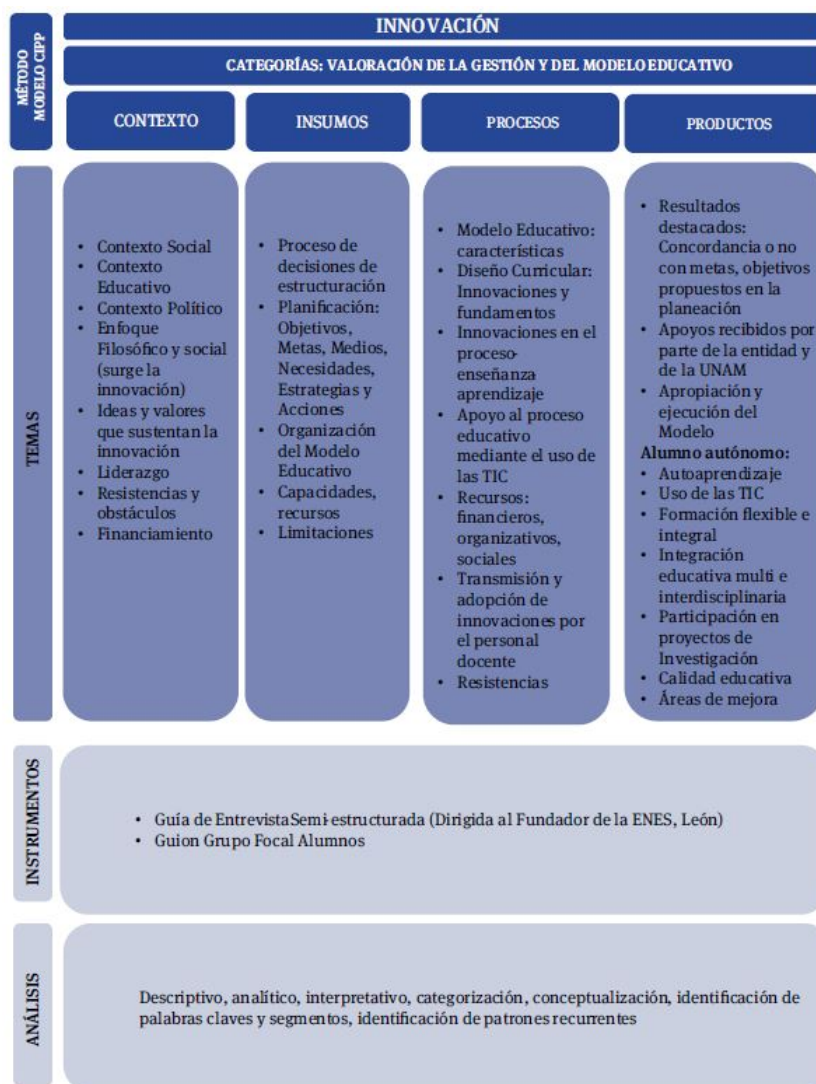 MÉTODO
MODELO CIPP
INNOVACIÓN
CATEGORÍAS: VALORACIÓN DE LA GESTIÓN Y DEL MODELO EDUCATIVO
CONTEXTO
INSUMOS
PROCESOS
PRODUCTOS
TEMAS
• Contexto Social
• Contexto
Educativo
• Contexto Político
• Enfoque
Filosófico y social
(surge la
innovación)
• Ideas y valores
que sustentan la
innovación
• Liderazgo
• Resistencias y
obstáculos
• Financiamiento
• Proceso de
decisiones de
estructuración
• Planificación:
Objetivos,
Metas, Medios,
Necesidades,
Estrategias y
Acciones
• Organización
del Modelo
Educativo
• Capacidades,
recursos
• Limitaciones
• Modelo Educativo:
características
• Diseño Curricular:
Innovaciones y
fundamentos
• Innovaciones en el
proceso-
enseñanza
aprendizaje
• Apoyo al proceso
educativo
mediante el uso de
las TIC
• Recursos:
financieros,
organizativos,
sociales
• Transmisión y
adopción de
innovaciones por
el personal
docente
• Resistencias
• Resultados
destacados:
Concordancia o no
con metas, objetivos
propuestos en la
planeación
• Apoyos recibidos por
parte de la entidad y
de la UNAM
• Apropiación y
ejecución del
Modelo
Alumno autónomo:
• Autoaprendizaje
• Uso de las TIC
• Formación flexible e
integral
• Integración
educativa multi e
interdisciplinaria
• Participación en
proyectos de
Investigación
• Calidad educativa
• Áreas de mejora
INSTRUMENTOS
• Guía de Entrevista Semi-estructurada (Dirigida al Fundador de la ENES, León)
• Guion Grupo Focal Alumnos
ANÁLISIS
Descriptivo, analítico, interpretativo, categorización, conceptualización, identificación de
palabras claves y segmentos, identificación de patrones recurrentes